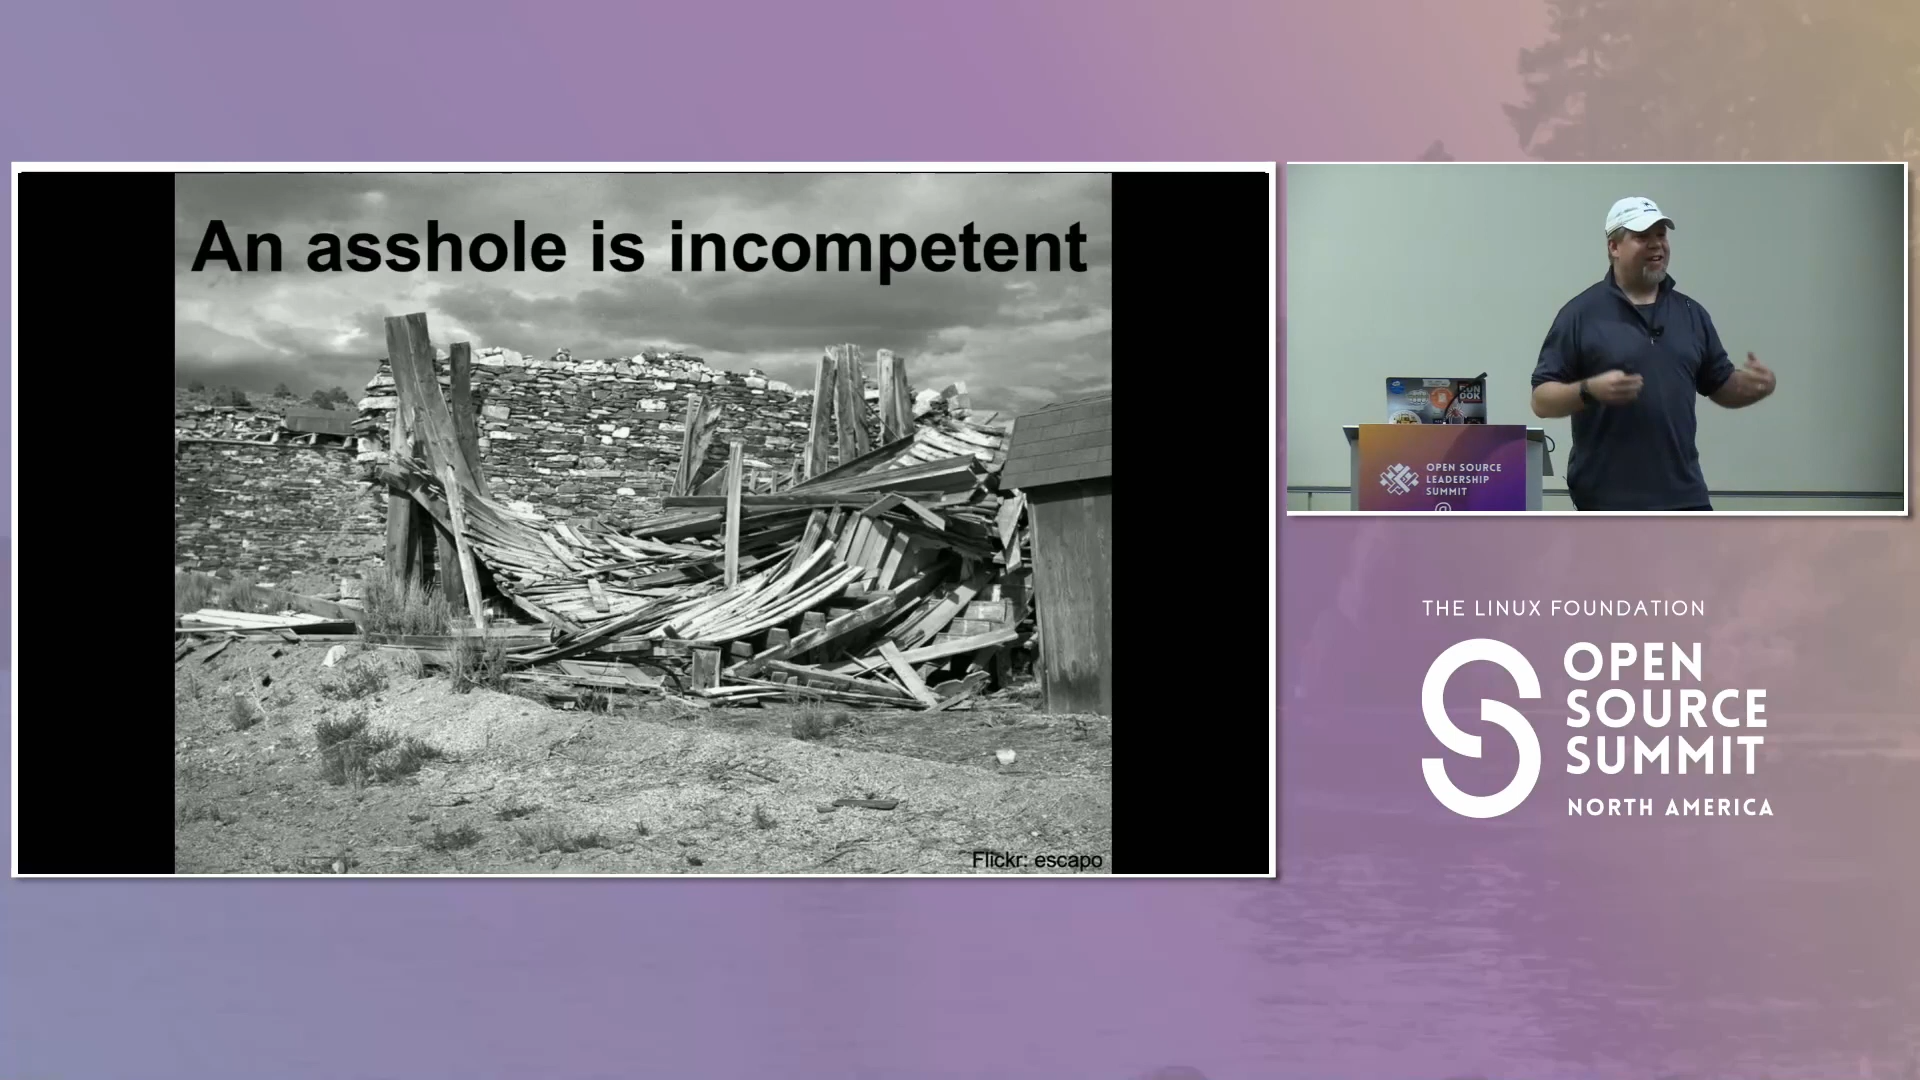 An asshole is incompetent
Flickr: escapo
OPEN SOURCE
LEADERSHIP
SUMMIT
@
THE LINUX FOUNDATION
OPEN
SOURCE
SUMMIT
NORTH AMERICA